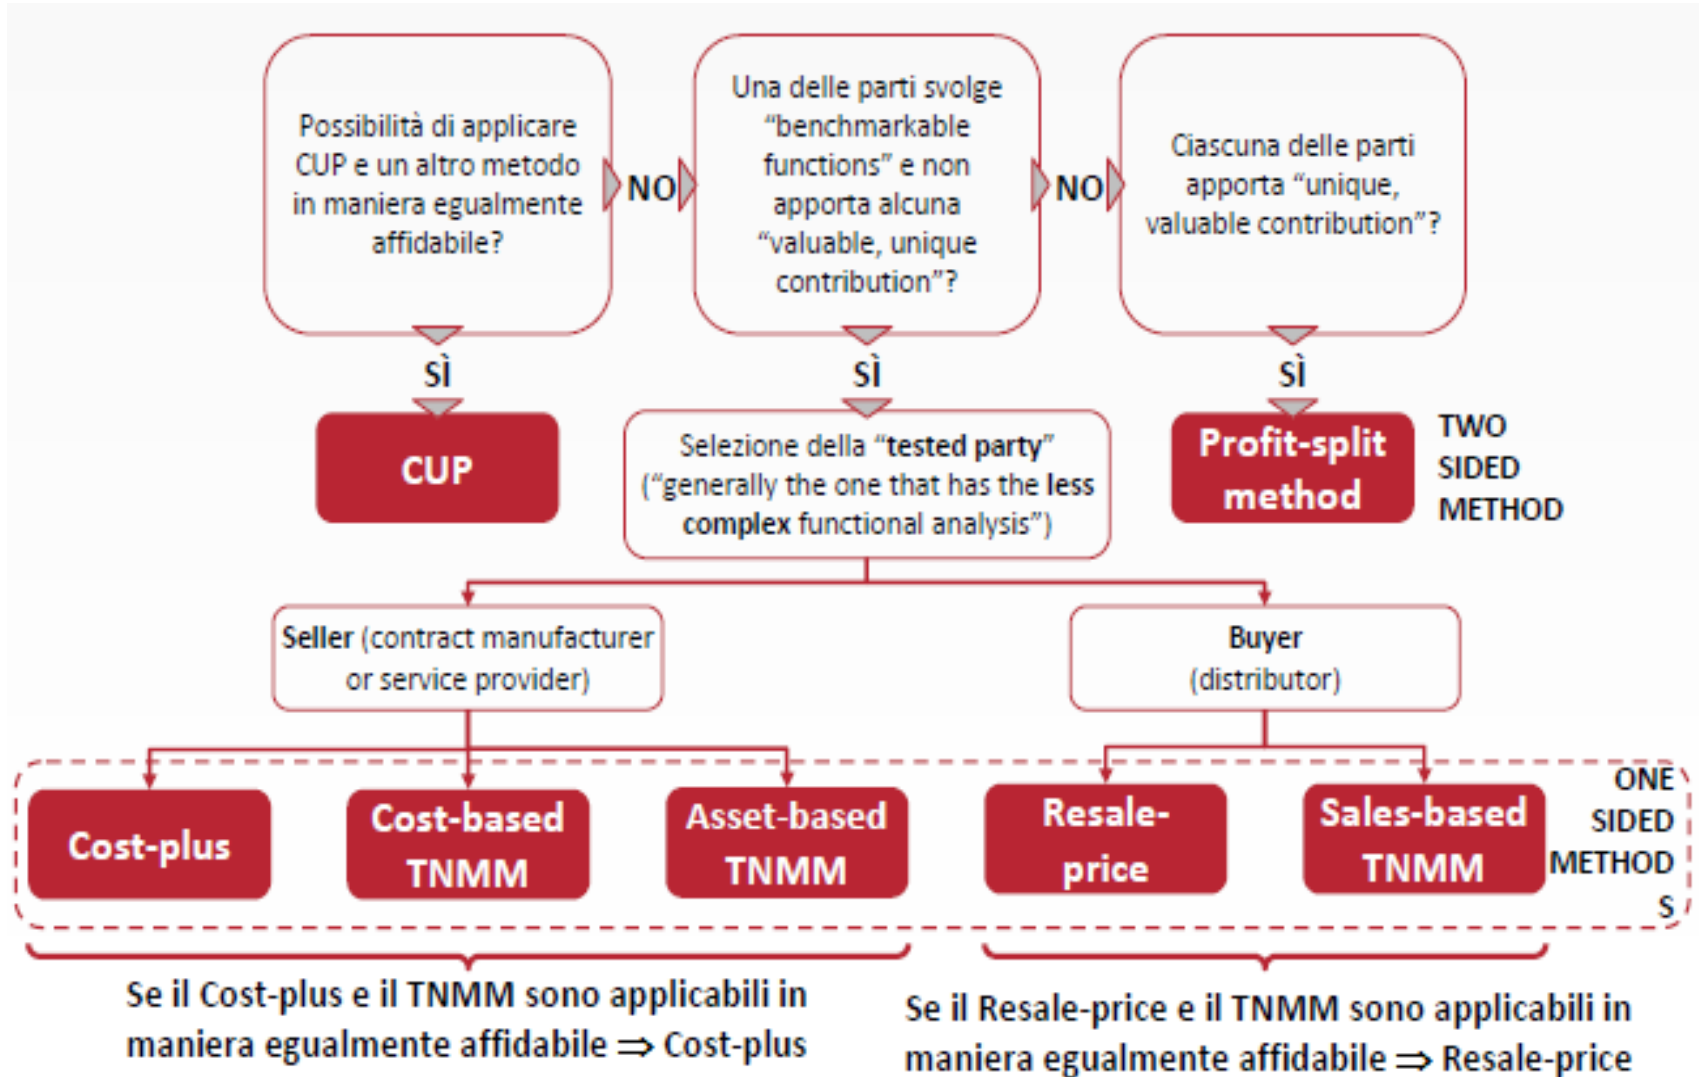 Possibilità di applicare
CUP e un altro metodo
in maniera egualmente
affidabile?
NO
Una delle parti svolge
“benchmarkable
functions” e non
apporta alcuna
“valuable, unique
contribution”?
NO
Ciascuna delle parti
apporta “unique,
valuable contribution”?
SÌ
SÌ
SÌ
CUP
Selezione della “tested party”
(“generally the one that has the less
complex functional analysis”)
Profit-split
method
TWO
SIDED
METHOD
Seller (contract manufacturer
or service provider)
Buyer
(distributor)
Cost-plus
Cost-based
TNMM
Asset-based
TNMM
Resale-
price
Sales-based
TNMM
ONE
SIDED
METHOD
S
Se il Cost-plus e il TNMM sono applicabili in
maniera egualmente affidabile ⇒ Cost-plus
Se il Resale-price e il TNMM sono applicabili in
maniera egualmente affidabile ⇒ Resale-price